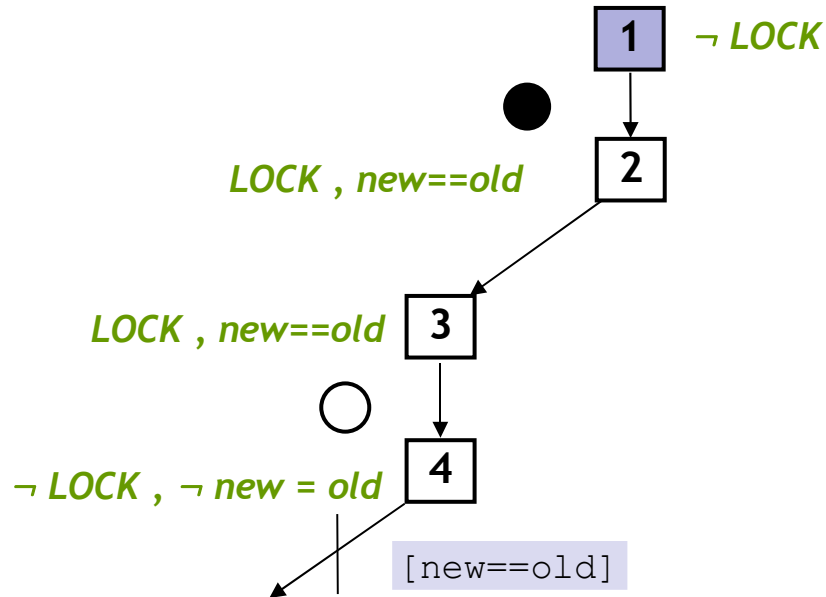 1 ¬ LOCK
2
LOCK , new==old
3
LOCK , new==old
4
¬ LOCK , ¬ new = old
[new==old]